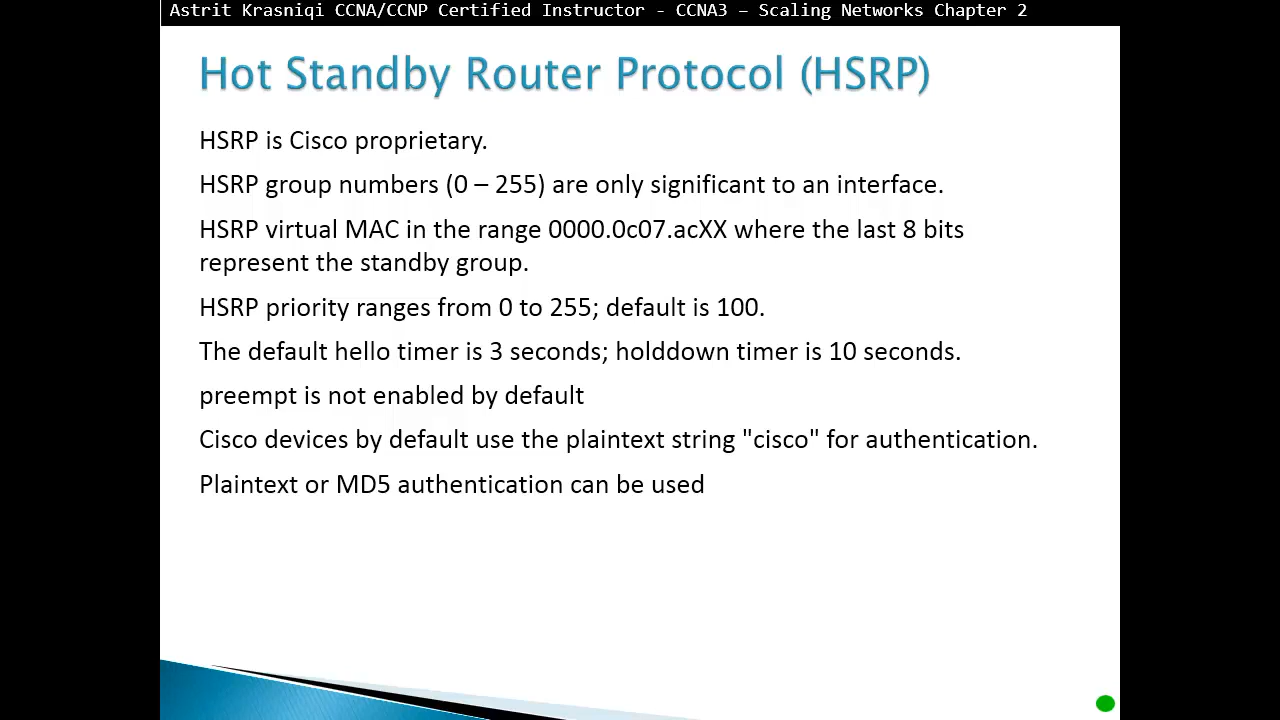 Astrit Krasniqi CCNA/CCNP Certified Instructor - CCNA3 – Scaling Networks Chapter 2
Hot Standby Router Protocol (HSRP)
HSRP is Cisco proprietary.
HSRP group numbers (0 – 255) are only significant to an interface.
HSRP virtual MAC in the range 0000.0c07.acXX where the last 8 bits
represent the standby group.
HSRP priority ranges from 0 to 255; default is 100.
The default hello timer is 3 seconds; holddown timer is 10 seconds.
preempt is not enabled by default
Cisco devices by default use the plaintext string "cisco" for authentication.
Plaintext or MD5 authentication can be used